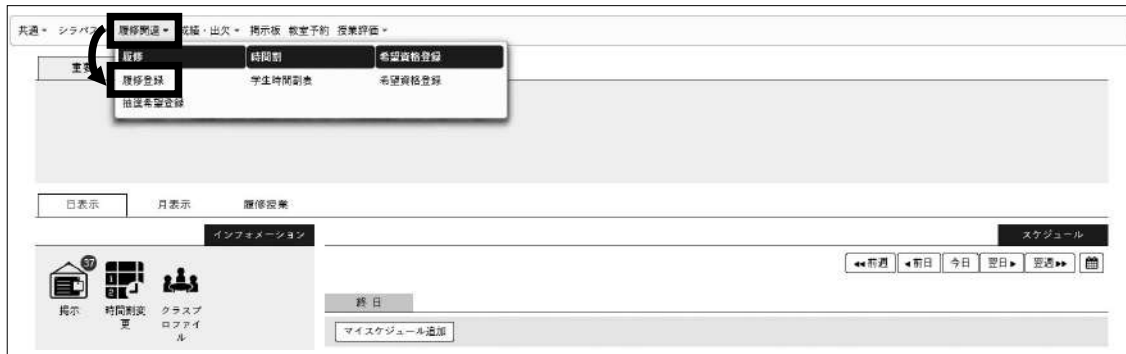 共通 シラバス 履修関連 成績・出欠 掲示板 教室予約 授業評価
履修 時間割 希望資格登録
履修登録 学生時間割表 希望資格登録
抽選希望登録
重要
日表示 月表示 履修授業
インフォメーション スケジュール
前週 前日 今日 翌日 翌週
37
掲示 時間割変更 クラスプロファイル
終日
マイスケジュール追加